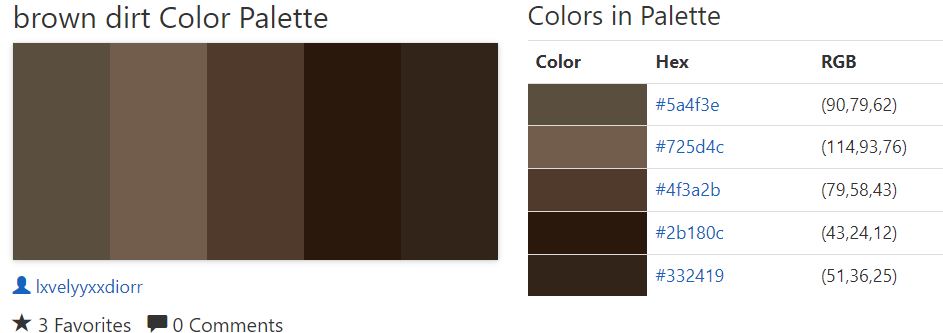 brown dirt Color Palette
lxvelyyxxdiorr
3 Favorites 0 Comments
Colors in Palette
Color Hex RGB
#5a4f3e (90,79,62)
#725d4c (114,93,76)
#4f3a2b (79,58,43)
#2b180c (43,24,12)
#332419 (51,36,25)